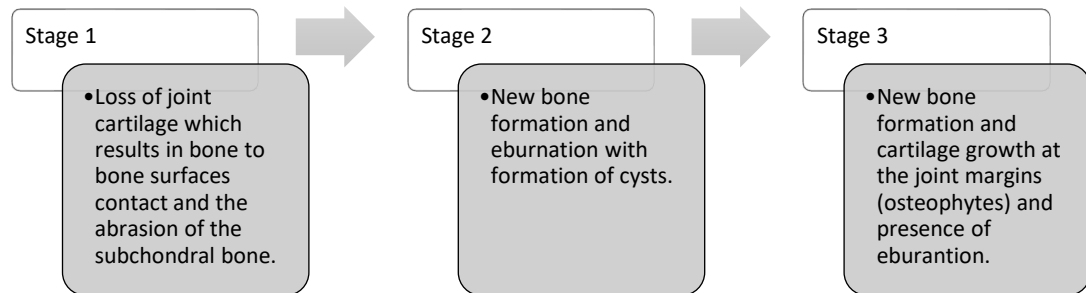 Stage 1
•Loss of joint
cartilage which
results in bone to
bone surfaces
contact and the
abrasion of the
subchondral bone.
Stage 2
•New bone
formation and
eburnation with
formation of cysts.
Stage 3
•New bone
formation and
cartilage growth at
the joint margins
(osteophytes) and
presence of
eburantion.